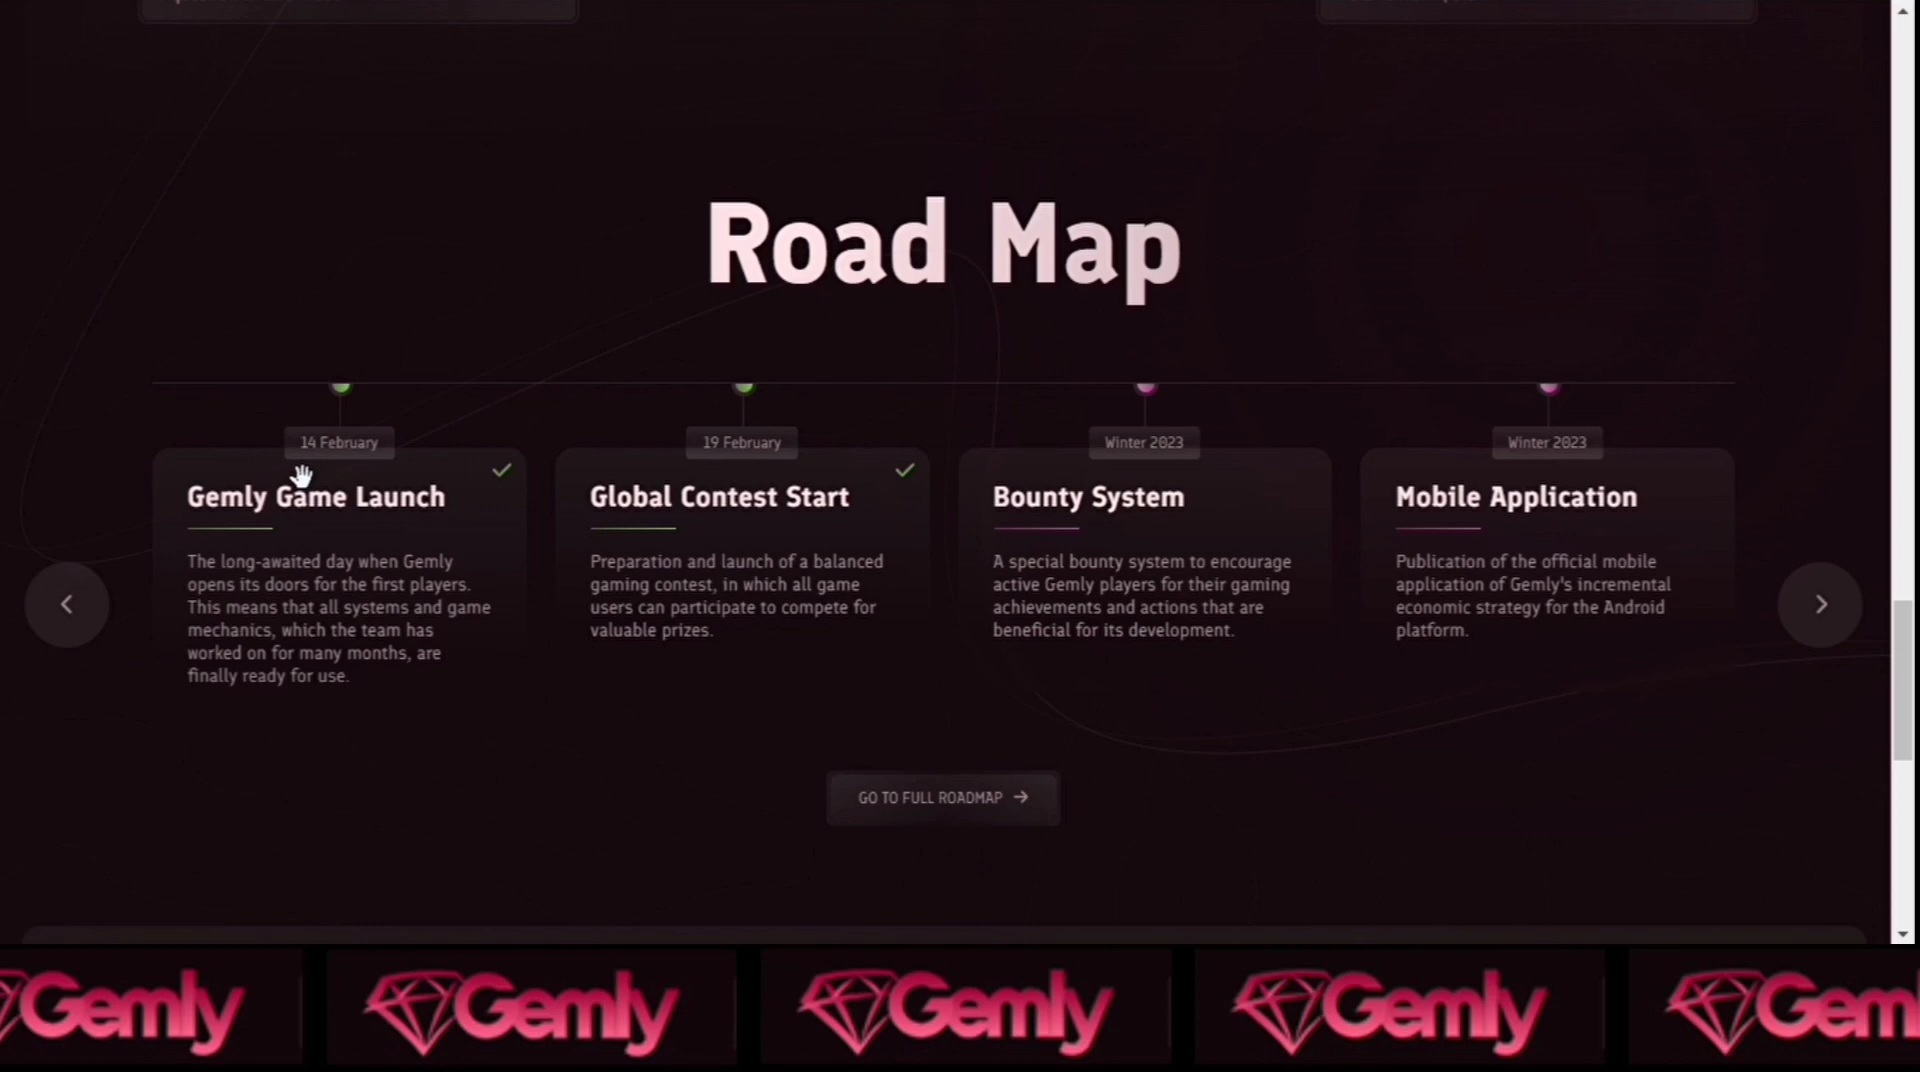 Road Map
14 February
19 February
Winter 2023
Winter 2023
Gemly Game Launch
The long-awaited day when Gemly
opens its doors for the first players.
This means that all systems and game
mechanics, which the team has
worked on for many months, are
finally ready for use.
Global Contest Start
Preparation and launch of a balanced
gaming contest, in which all game
users can participate to compete for
valuable prizes.
Bounty System
A special bounty system to encourage
active Gemly players for their gaming
achievements and actions that are
beneficial for its development.
Mobile Application
Publication of the official mobile
application of Gemly's incremental
economic strategy for the Android
platform.
GO TO FULL ROADMAP
Gemly
Gemly
Gemly
Gemly
Gem